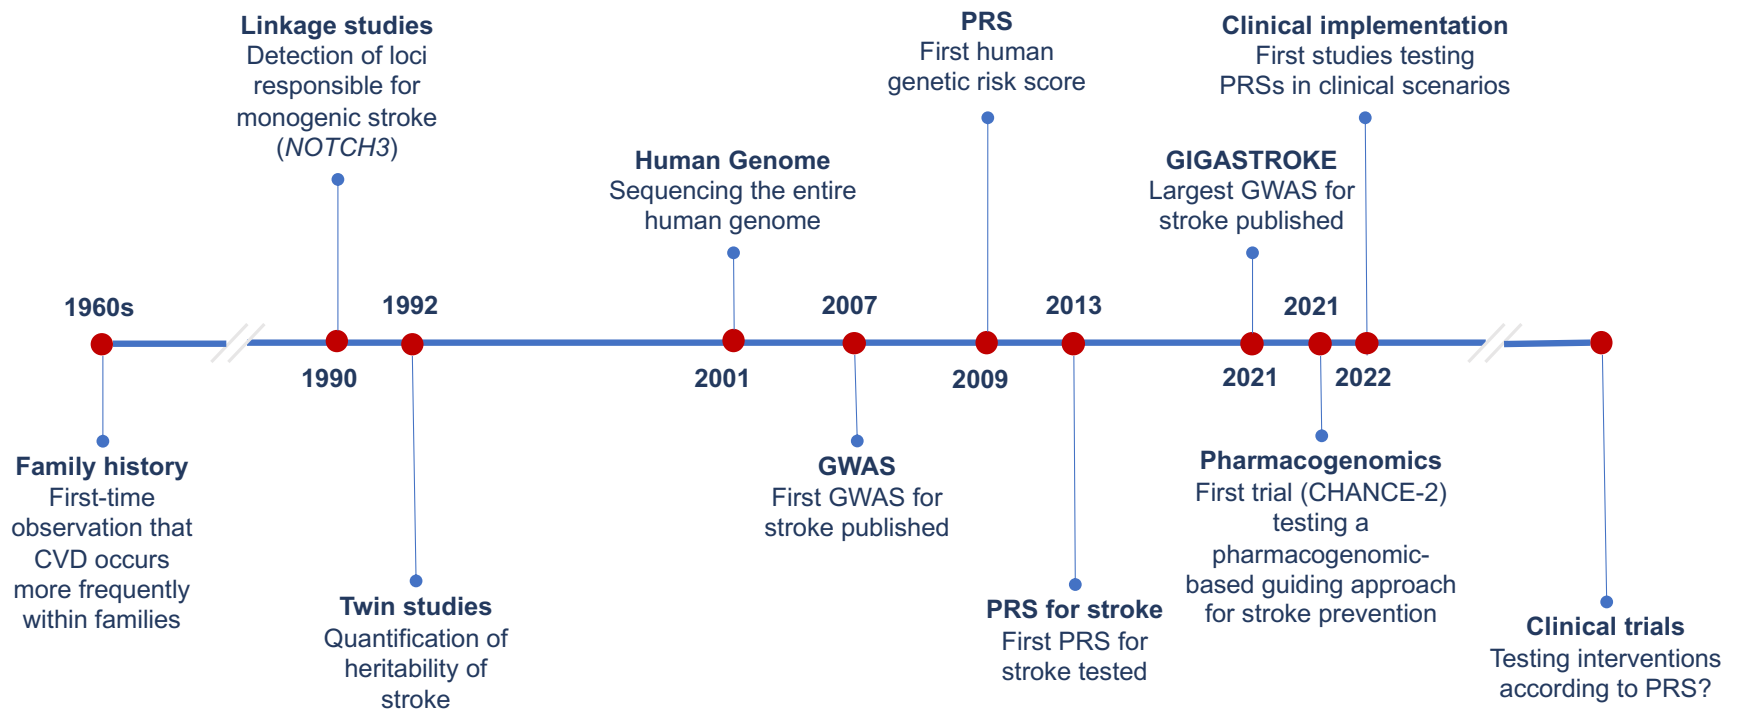 Linkage studies
Detection of loci
responsible for
monogenic stroke
(NOTCH3)
PRS
First human
genetic risk score
Clinical implementation
First studies testing
PRSs in clinical scenarios
Human Genome
Sequencing the entire
human genome
GIGASTROKE
Largest GWAS for
stroke published
1960s
1992
2007
2013
2021
1990
2001
2009
2021
2022
Family history
First-time
observation that
CVD occurs
more frequently
within families
Twin studies
Quantification of
heritability of
stroke
GWAS
First GWAS for
stroke published
PRS for stroke
First PRS for
stroke tested
Pharmacogenomics
First trial (CHANCE-2)
testing a
pharmacogenomic-
based guiding approach
for stroke prevention
Clinical trials
Testing interventions
according to PRS?